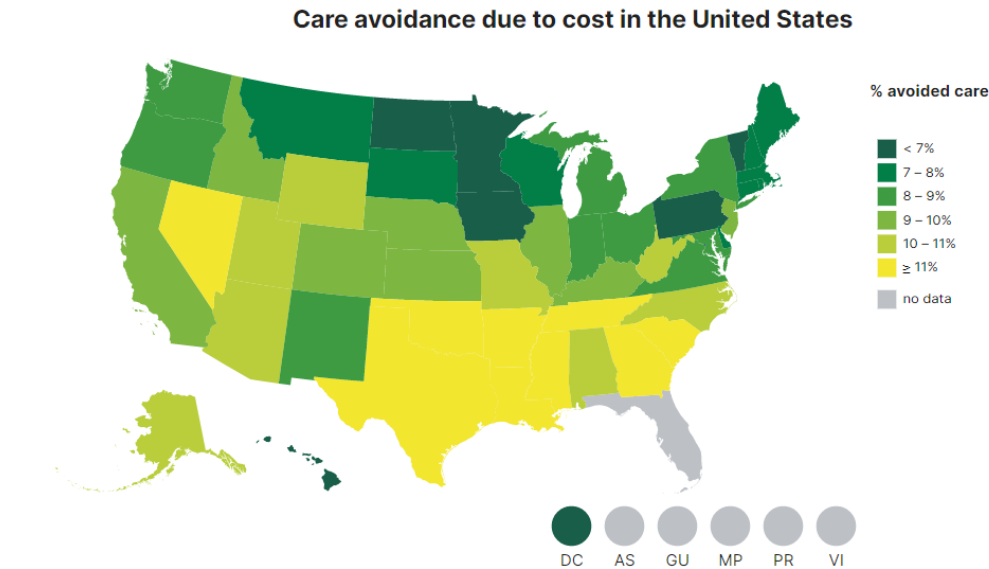 Care avoidance due to cost in the United States
% avoided care
< 7%
7 – 8%
8 – 9%
9 – 10%
10 – 11%
≥ 11%
no data
DC AS GU MP PR VI